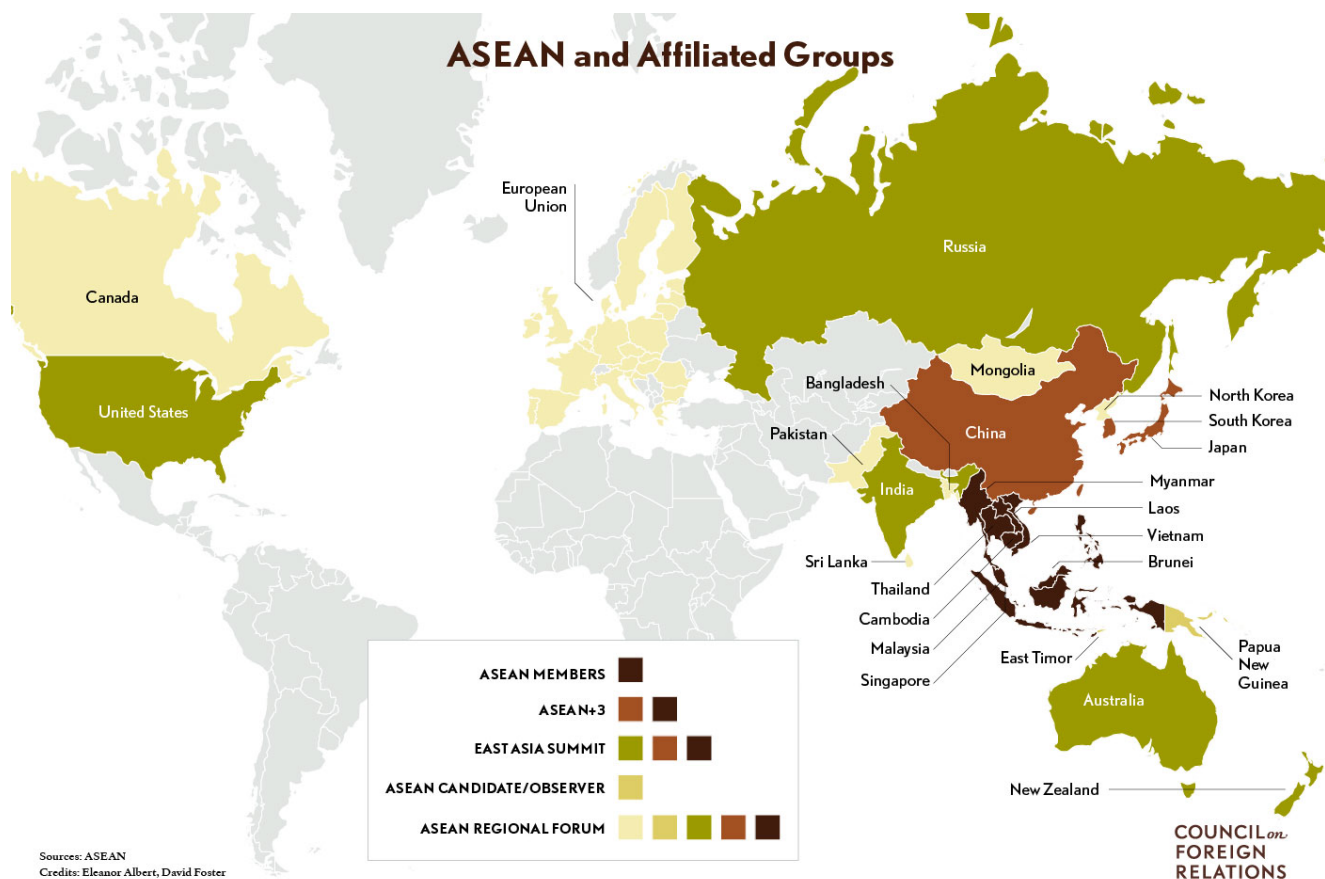 ASEAN and Affiliated Groups
European
Union
Russia
Canada
United States
Mongolia
Bangladesh
Pakistan
China
North Korea
South Korea
Japan
India
Myanmar
Laos
Vietnam
Brunei
Sri Lanka
Thailand
Cambodia
Malaysia
Singapore
East Timor
Papua
New
Guinea
Australia
New Zealand
ASEAN MEMBERS
ASEAN+3
EAST ASIA SUMMIT
ASEAN CANDIDATE/OBSERVER
ASEAN REGIONAL FORUM
Sources: ASEAN
Credits: Eleanor Albert, David Foster
COUNCIL on
FOREIGN
RELATIONS